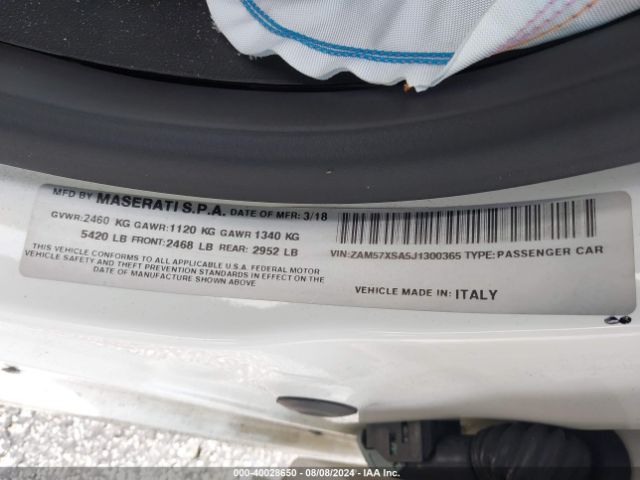 MFD BY MASERATI S.P.A. DATE OF MFR: 3/18
GVWR:2460 KG GAWR:1120 KG GAWR 1340 KG
5420 LB FRONT:2468 LB REAR: 2952 LB
THIS VEHICLE CONFORMS TO ALL APPLICABLE U.S.A FEDERAL MOTOR
VEHICLE SAFETY AND THEFT PREVENTION STANDARDS IN EFFECT ON THE
DATE OF MANUFACTURE SHOWN ABOVE
VIN:ZAM57XSA5J1300365 TYPE:PASSENGER CAR
VEHICLE MADE IN: ITALY
000-40028650 - 08/08/2024 - IAA Inc.